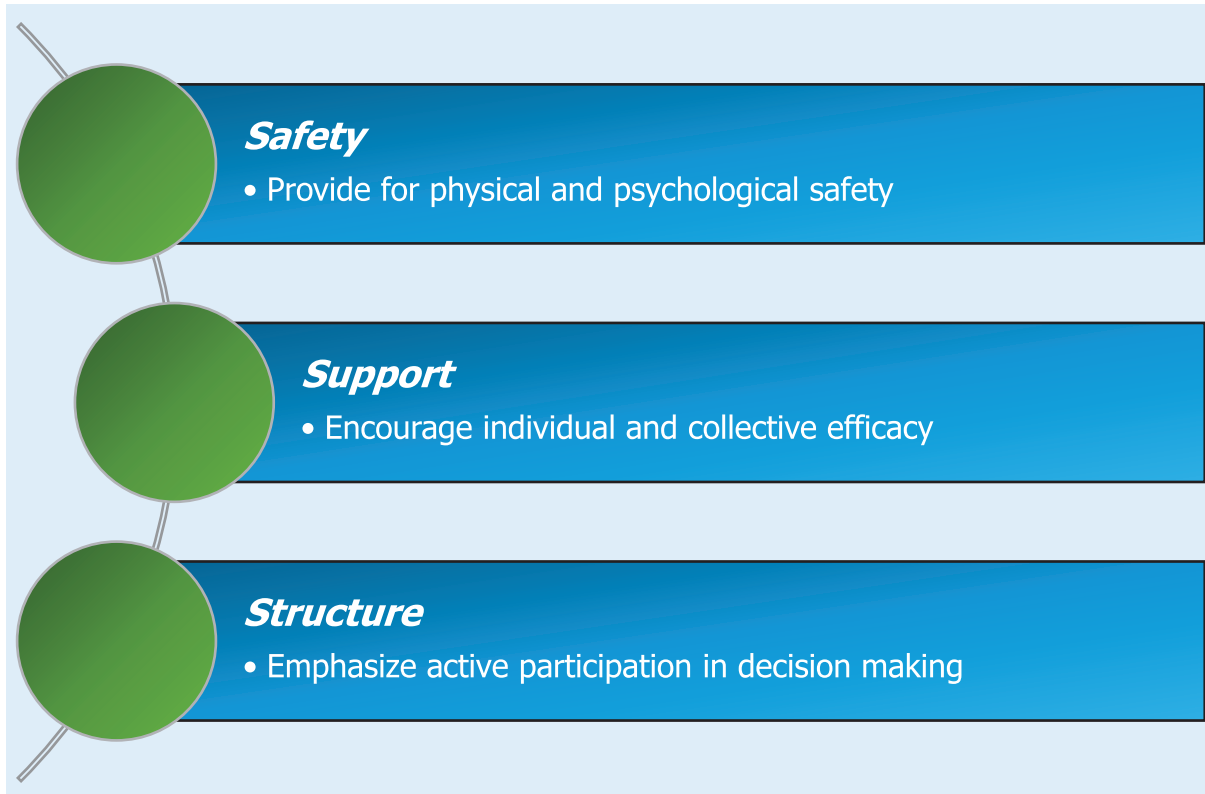 Safety
• Provide for physical and psychological safety
Support
• Encourage individual and collective efficacy
Structure
• Emphasize active participation in decision making